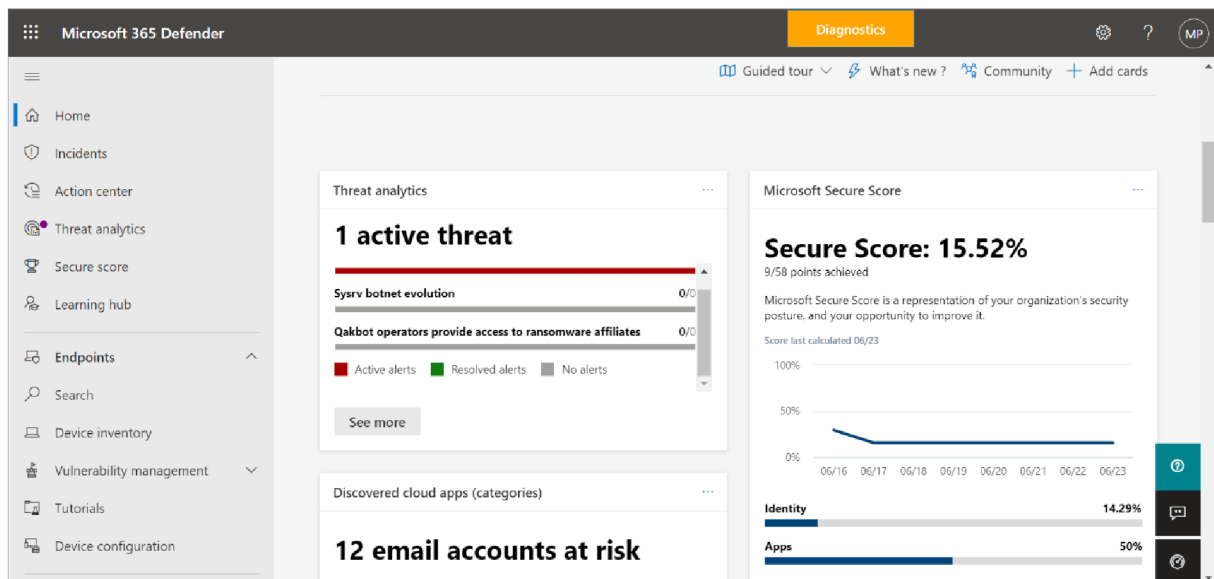 Microsoft 365 Defender
Diagnostics
?
MP
Guided tour
What's new ?
Community
Add cards
Home
Incidents
Action center
Threat analytics
Secure score
Learning hub
Endpoints
Search
Device inventory
Vulnerability management
Tutorials
Device configuration
Threat analytics
1 active threat
Sysrv botnet evolution 0/0
Qakbot operators provide access to ransomware affiliates 0/0
Active alerts Resolved alerts No alerts
See more
Discovered cloud apps (categories)
12 email accounts at risk
Microsoft Secure Score
Secure Score: 15.52%
9/58 points achieved
Microsoft Secure Score is a representation of your organization's security
posture, and your opportunity to improve it.
Score last calculated 06/23
100%
50%
0%
06/16 06/17 06/18 06/19 06/20 06/21 06/22 06/23
Identity 14.29%
Apps 50%